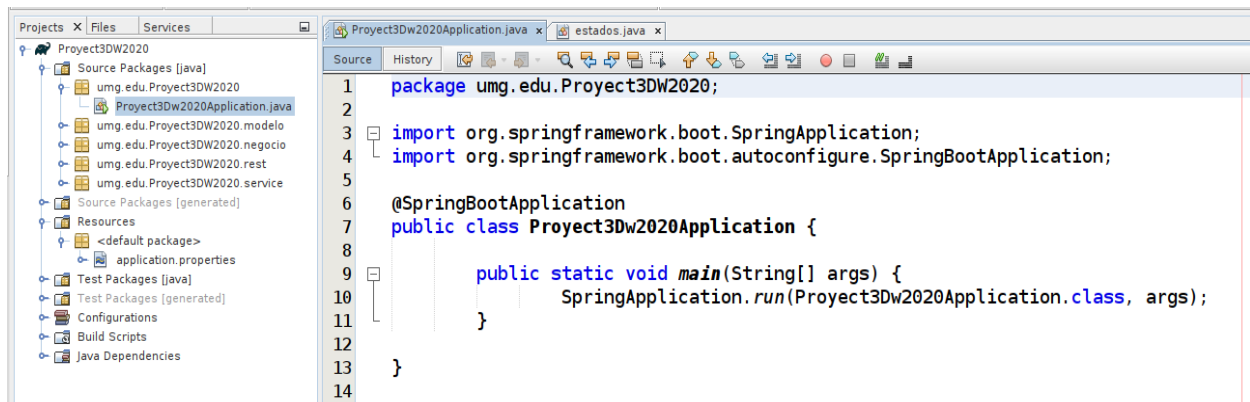 Projects Files Services
Proyect3DW2020
Source Packages [java]
umg.edu.Proyect3DW2020
Proyect3Dw2020Application.java
umg.edu.Proyect3DW2020.modelo
umg.edu.Proyect3DW2020.negocio
umg.edu.Proyect3DW2020.rest
umg.edu.Proyect3DW2020.service
Source Packages [generated]
Resources
<default package>
application.properties
Test Packages [java]
Test Packages [generated]
Configurations
Build Scripts
Java Dependencies
Proyect3Dw2020Application.java estados.java
Source History
1 package umg.edu.Proyect3DW2020;
2
3 import org.springframework.boot.SpringApplication;
4 import org.springframework.boot.autoconfigure.SpringBootApplication;
5
6 @SpringBootApplication
7 public class Proyect3Dw2020Application {
8
9 public static void main(String[] args) {
10 SpringApplication.run(Proyect3Dw2020Application.class, args);
11 }
12
13 }
14